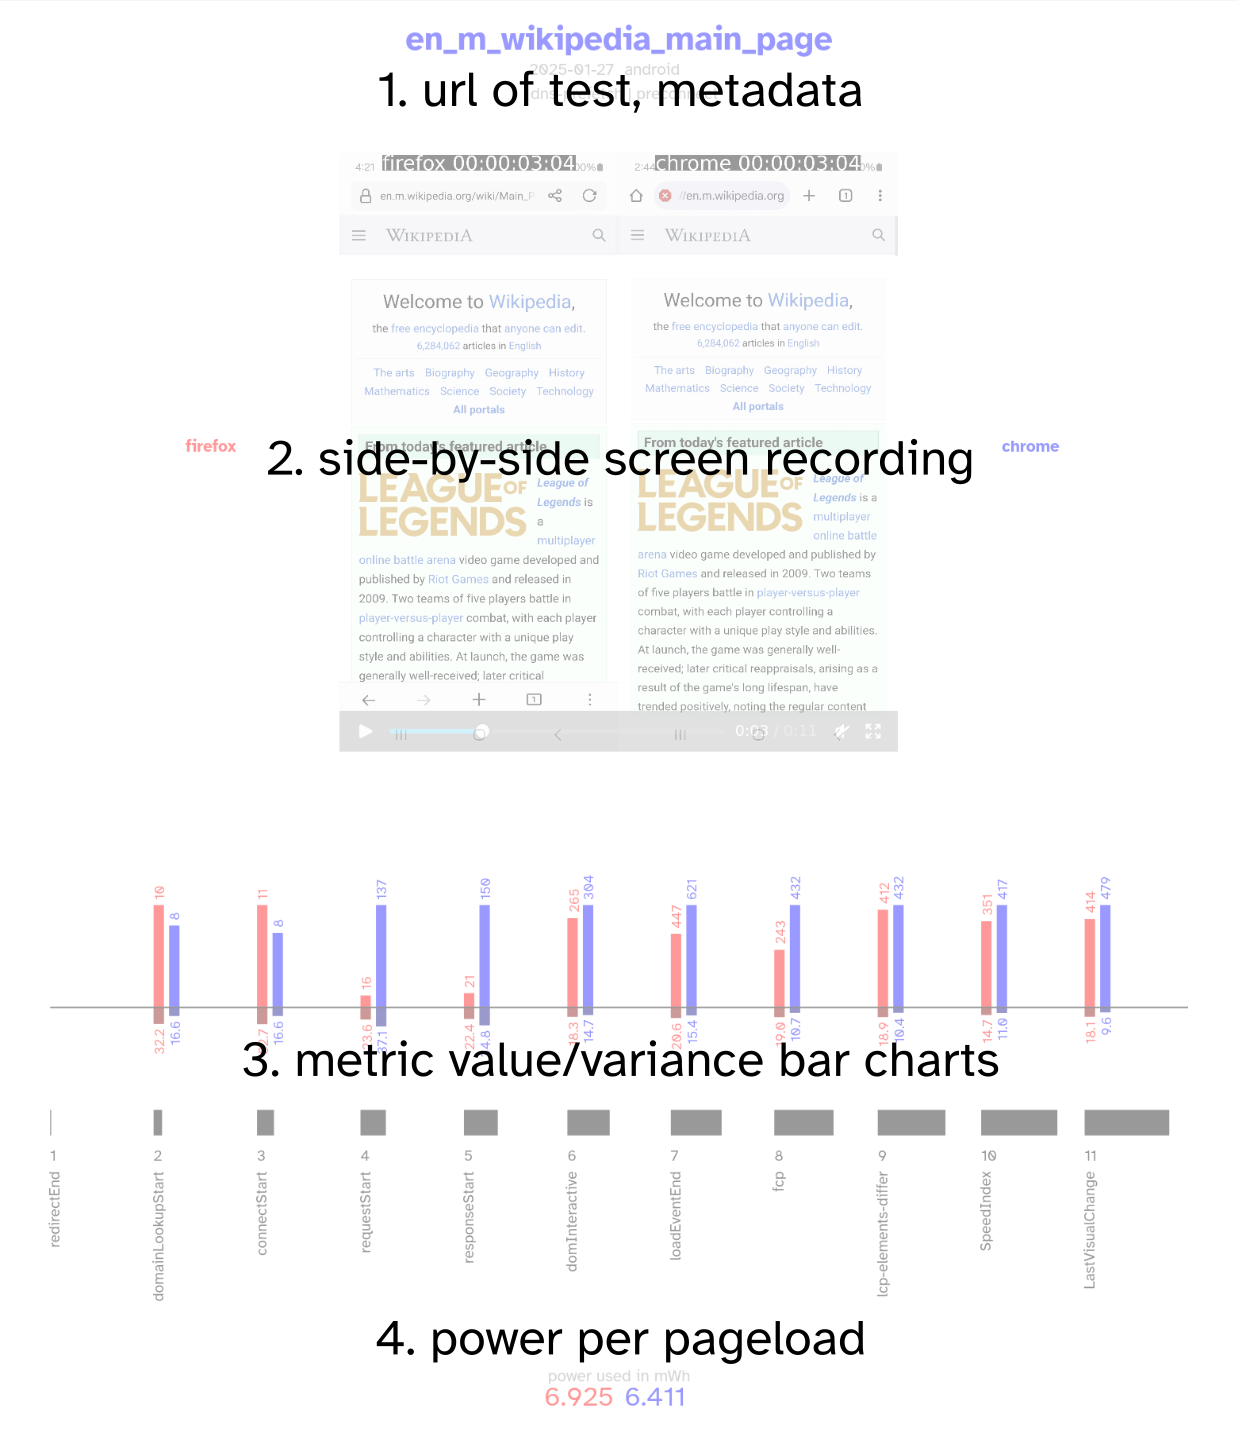 en_m_wikipedia_main_page
2025-01-27 android
1. url of test, metadata
firefox 00:00:03:04
chrome 00:00:03:04
4:21
2:44
en.m.wikipedia.org/wiki/Main_P
//en.m.wikipedia.org
1
WIKIPEDIA
WIKIPEDIA
Welcome to Wikipedia,
the free encyclopedia that anyone can edit.
6,284,062 articles in English
The arts Biography Geography History
Mathematics Science Society Technology
All portals
From today's featured article
LEAGUE OF
LEGENDS
League of
Legends is
a
multiplayer
online battle arena video game developed and
published by Riot Games and released in
2009. Two teams of five players battle in
player-versus-player combat, with each player
controlling a character with a unique play
style and abilities. At launch, the game was
generally well-received; later critical
1
Welcome to Wikipedia,
the free encyclopedia that anyone can edit.
6,284,062 articles in English
The arts Biography Geography History
Mathematics Science Society Technology
All portals
From today's featured article
LEAGUE OF
LEGENDS
League of
Legends is a
multiplayer
online battle
arena video game developed and published by
Riot Games and released in 2009. Two teams
of five players battle in player-versus-player
combat, with each player controlling a
character with a unique play style and abilities.
At launch, the game was generally well-
received; later critical reappraisals, arising as a
result of the game's long lifespan, have
trended positively, noting the regular content
0:03 / 0:11
firefox
2. side-by-side screen recording
chrome
10 8 11 8 16 137 21 150 265 304 447 621 243 432 412 432 351 417 414 479
32.2 16.6 16.6 22.4 14.7 20.6 15.4 19.0 10.7 18.9 10.4 14.7 11.0 18.1 9.6
3. metric value/variance bar charts
1 2 3 4 5 6 7 8 9 10 11
redirectEnd
domainLookupStart
connectStart
requestStart
responseStart
domInteractive
loadEventEnd
fcp
lcp-elements-differ
SpeedIndex
LastVisualChange
4. power per pageload
power used in mWh
6.925 6.411